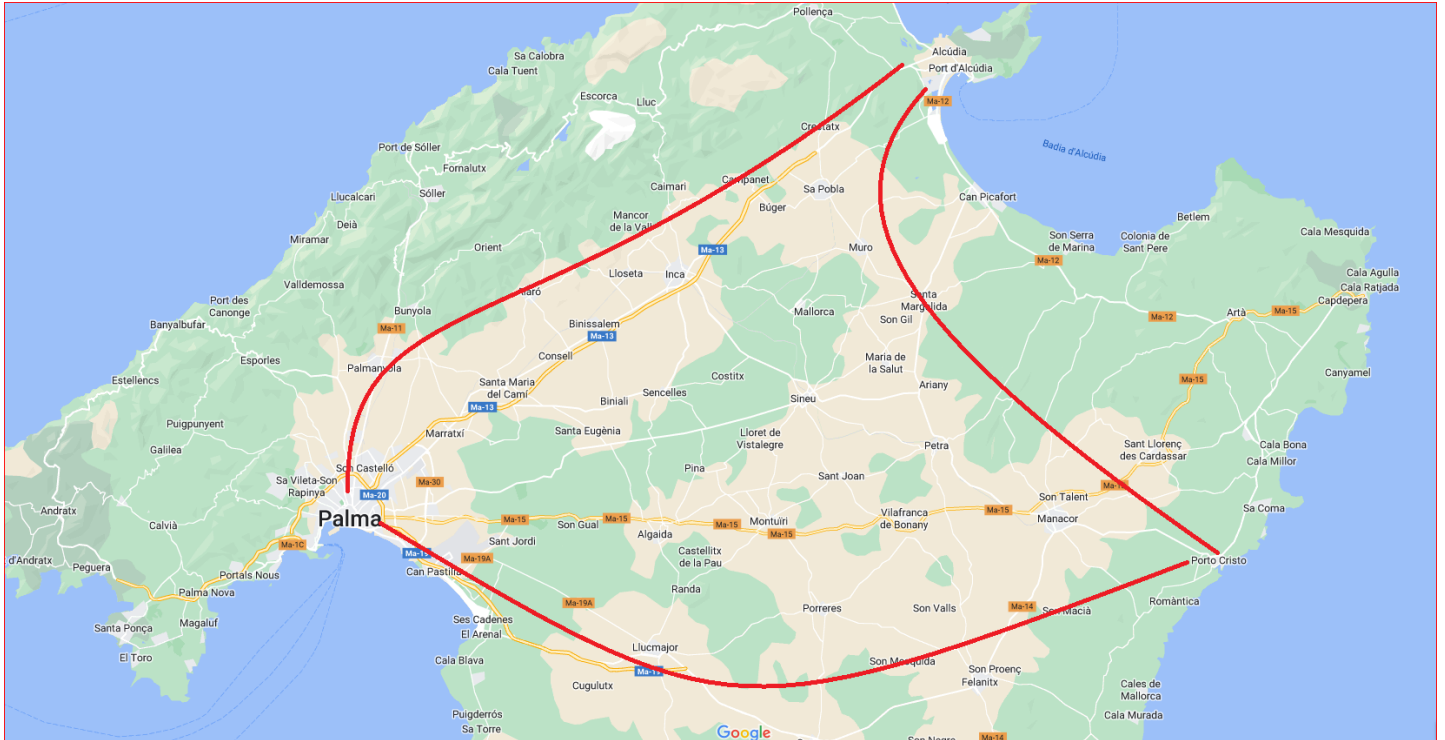 Pollença
Alcúdia
Port d'Alcúdia
Sa Calobra
Cala Tuent
Escorca
Lluc
Ma-12
Crestatx
Badia d'Alcúdia
Port de Sóller
Fornalutx
Sóller
Llucalcari
Deià
Miramar
Caimari
Campanet
Sa Pobla
Búger
Can Picafort
Mancor
de la Vall
Orient
Ma-13
Muro
Son Serra
de Marina
Colonia de
Sant Pere
Betlem
Cala Mesquida
Ma-12
Valldemossa
Lloseta
Inca
Cala Agulla
Cala Ratjada
Capdepera
Port des
Canonge
Alaró
Santa
Margalida
Son Gil
Mallorca
Ma-12
Artà
Ma-15
Banyalbufar
Bunyola
Ma-11
Binissalem
Ma-13
Esporles
Palmanyola
Consell
Maria de
la Salut
Estellencs
Santa Maria
del Camí
Costitx
Ariany
Ma-15
Canyamel
Sencelles
Biniali
Sineu
Ma-13
Puigpunyent
Galilea
Marratxí
Santa Eugènia
Lloret de
Vistalegre
Petra
Sant Llorenç
des Cardassar
Cala Bona
Cala Millor
Son Castelló
Sa Vileta-Son
Rapinya
Ma-20
Ma-30
Pina
Sant Joan
Son Talent
Andratx
Calvià
Palma
Ma-15
Son Gual
Ma-15
Ma-15
Montuïri
Ma-15
Vilafranca
de Bonany
Ma-15
Manacor
Sa Coma
Algaida
Sant Jordi
Ma-1C
Ma-19A
Can Pastilla
Castellitx
de la Pau
Porto Cristo
d'Andratx
Peguera
Portals Nous
Palma Nova
Randa
Ma-19A
Porreres
Son Valls
Ma-14
Son Macià
Romàntica
Santa Ponça
Magaluf
Ses Cadenes
El Arenal
El Toro
Llucmajor
Cala Blava
Cugulutx
Son Mesquida
Son Proenç
Felanitx
Cales de
Mallorca
Cala Murada
Puigderrós
Sa Torre
Google
Ma-14